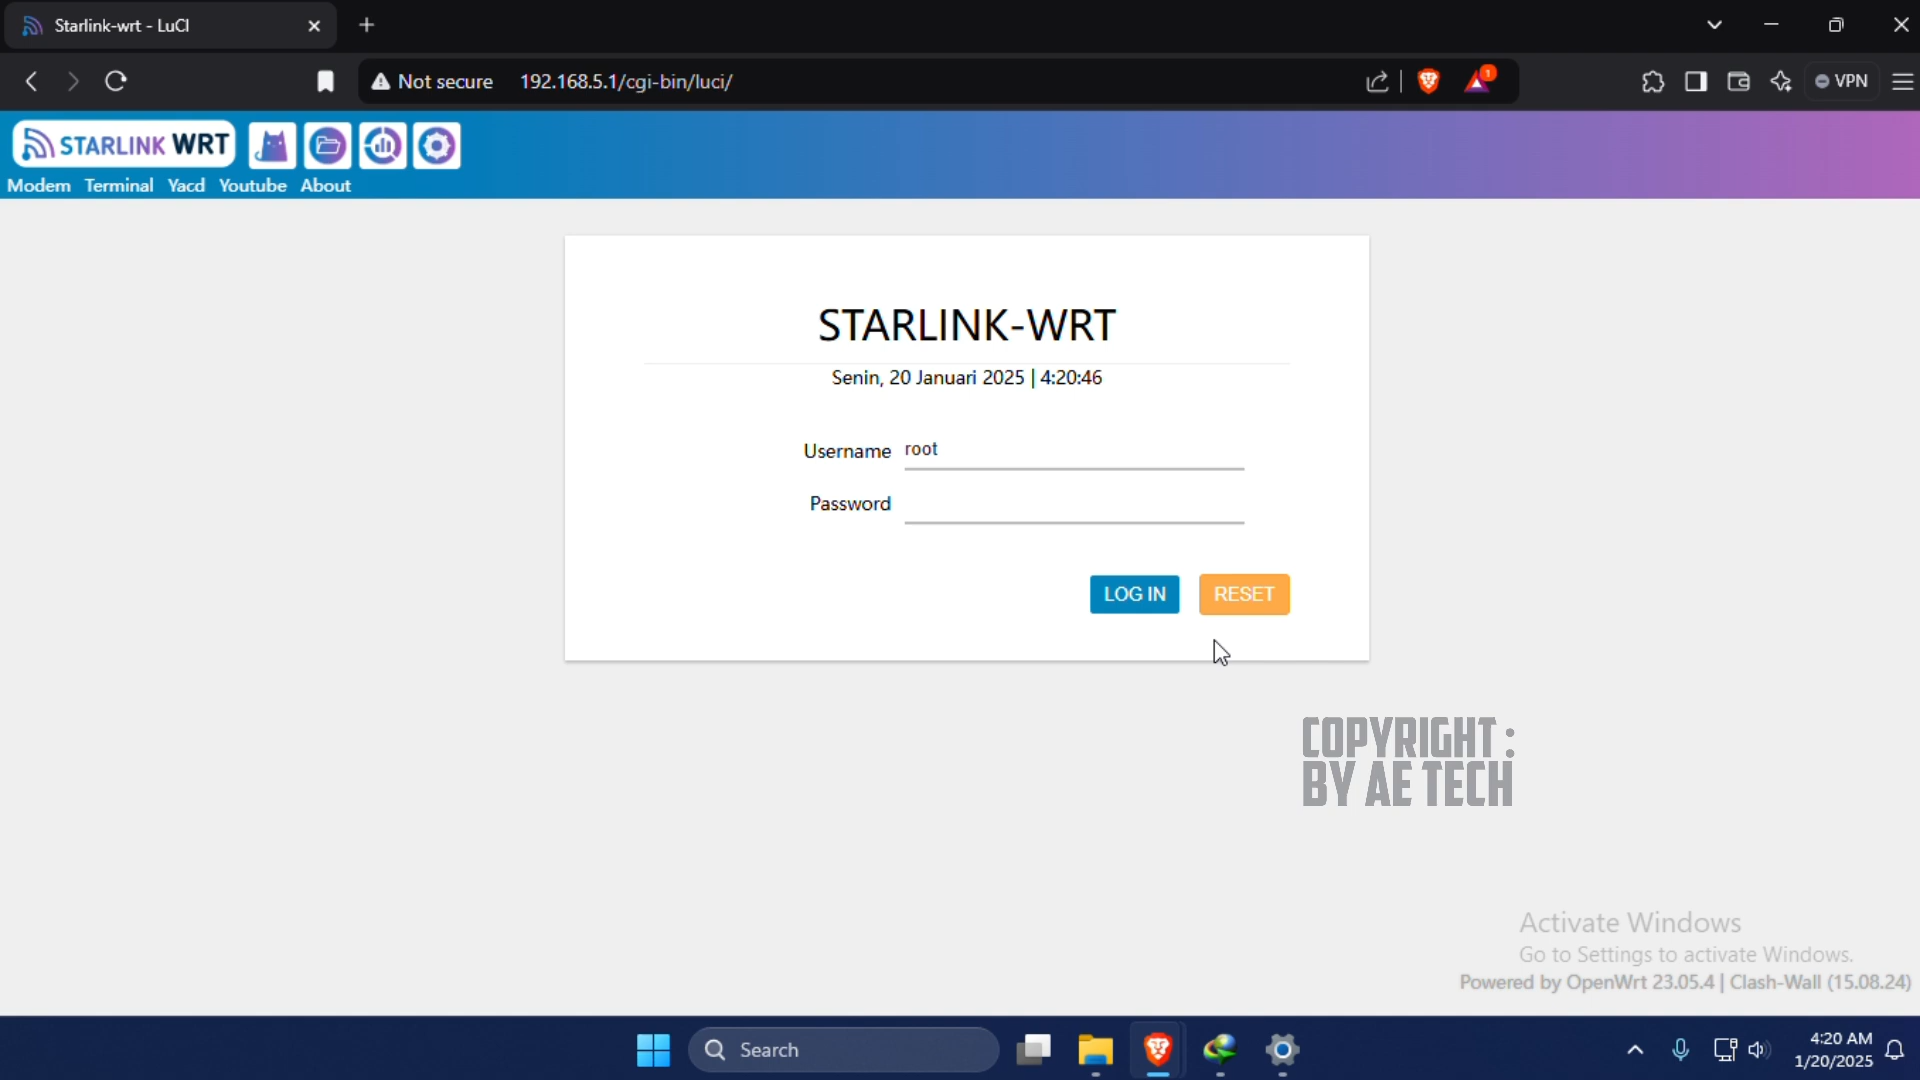 Starlink-wrt - LuCI
Not secure 192.168.5.1/cgi-bin/luci/
1
VPN
STARLINK WRT
Modem Terminal Yacd Youtube About
STARLINK-WRT
Senin, 20 Januari 2025 | 4:20:46
Username root
Password
LOG IN RESET
COPYRIGHT :
BY AE TECH
Activate Windows
Go to Settings to activate Windows.
Powered by OpenWrt 23.05.4 | Clash-Wall (15.08.24)
Search
4:20 AM
1/20/2025